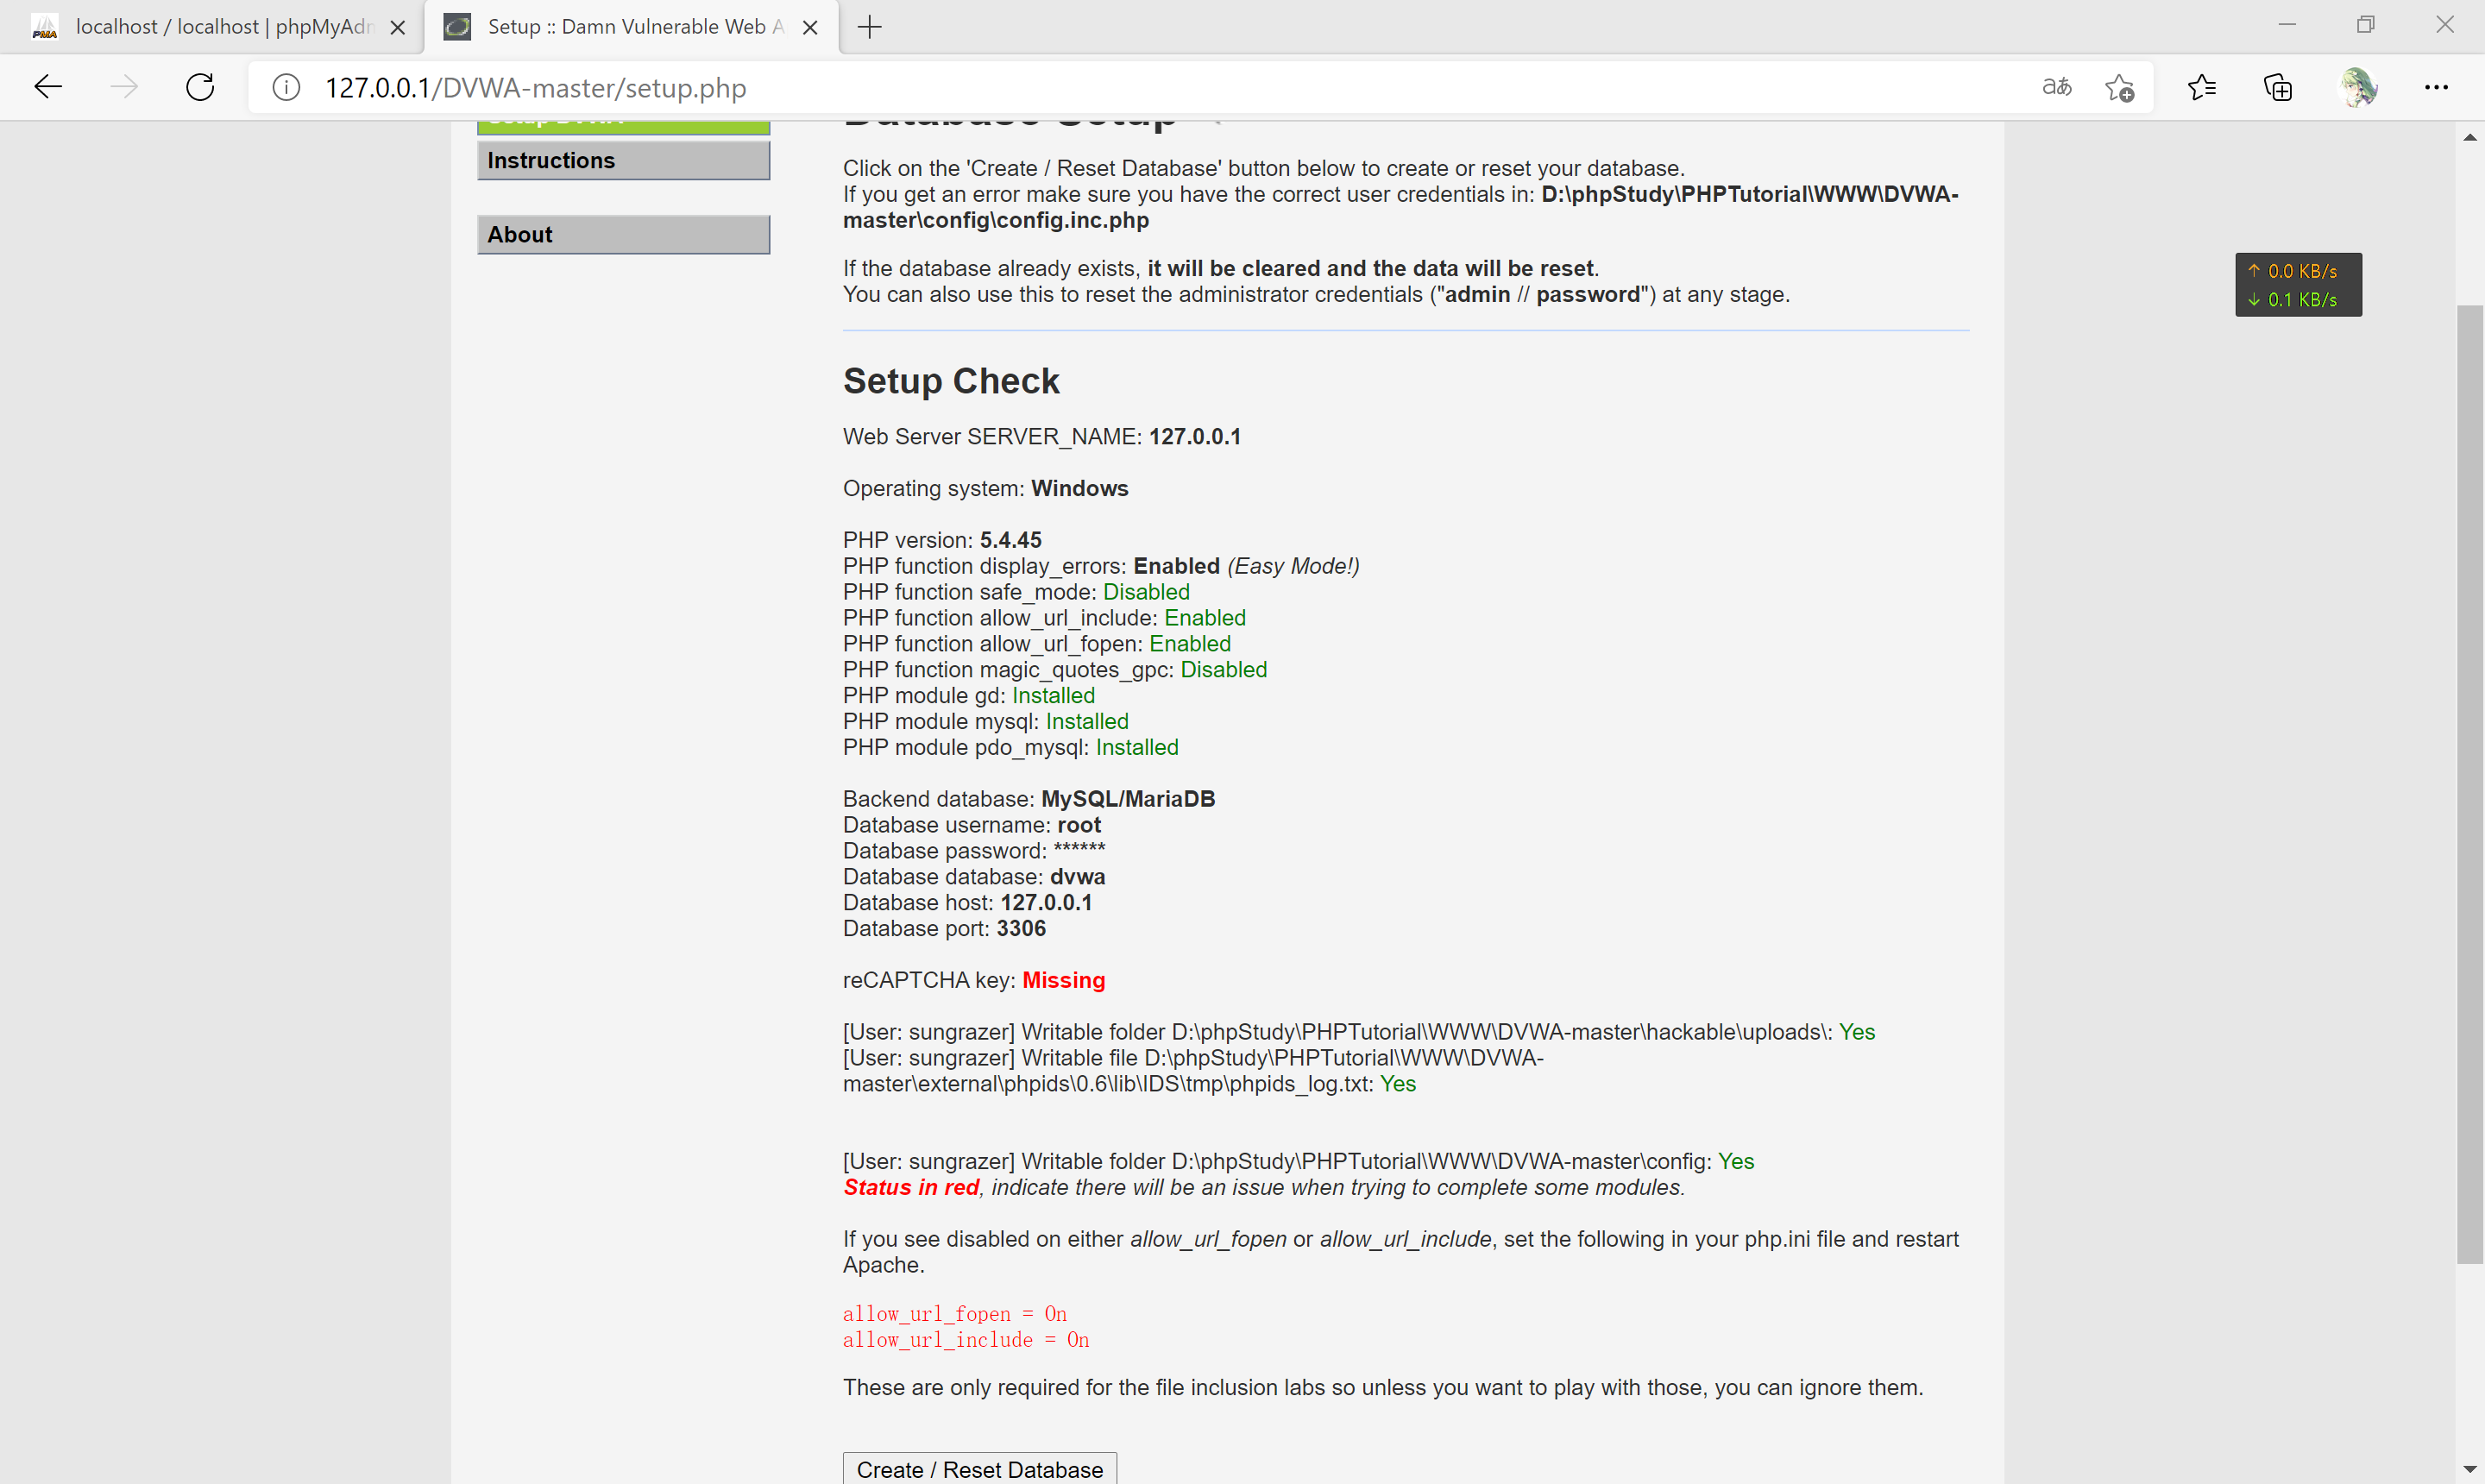 PMA
localhost / localhost | phpMyAdn
Setup :: Damn Vulnerable Web A
127.0.0.1/DVWA-master/setup.php
aあ
Setup DVWA
Database Setup
Instructions
About
Click on the 'Create / Reset Database' button below to create or reset your database.
If you get an error make sure you have the correct user credentials in: D:\phpStudy\PHPTutorial\WWW\DVWA-
master\config\config.inc.php
If the database already exists, it will be cleared and the data will be reset.
You can also use this to reset the administrator credentials ("admin // password") at any stage.
↑ 0.0 KB/s
↓ 0.1 KB/s
Setup Check
Web Server SERVER_NAME: 127.0.0.1
Operating system: Windows
PHP version: 5.4.45
PHP function display_errors: Enabled (Easy Mode!)
PHP function safe_mode: Disabled
PHP function allow_url_include: Enabled
PHP function allow_url_fopen: Enabled
PHP function magic_quotes_gpc: Disabled
PHP module gd: Installed
PHP module mysql: Installed
PHP module pdo_mysql: Installed
Backend database: MySQL/MariaDB
Database username: root
Database password: ******
Database database: dvwa
Database host: 127.0.0.1
Database port: 3306
reCAPTCHA key: Missing
[User: sungrazer] Writable folder D:\phpStudy\PHPTutorial\WWW\DVWA-master\hackable\uploads\: Yes
[User: sungrazer] Writable file D:\phpStudy\PHPTutorial\WWW\DVWA-
master\external\phpids\0.6\lib\IDS\tmp\phpids_log.txt: Yes
[User: sungrazer] Writable folder D:\phpStudy\PHPTutorial\WWW\DVWA-master\config: Yes
Status in red, indicate there will be an issue when trying to complete some modules.
If you see disabled on either allow_url_fopen or allow_url_include, set the following in your php.ini file and restart
Apache.
allow_url_fopen = On
allow_url_include = On
These are only required for the file inclusion labs so unless you want to play with those, you can ignore them.
Create / Reset Database